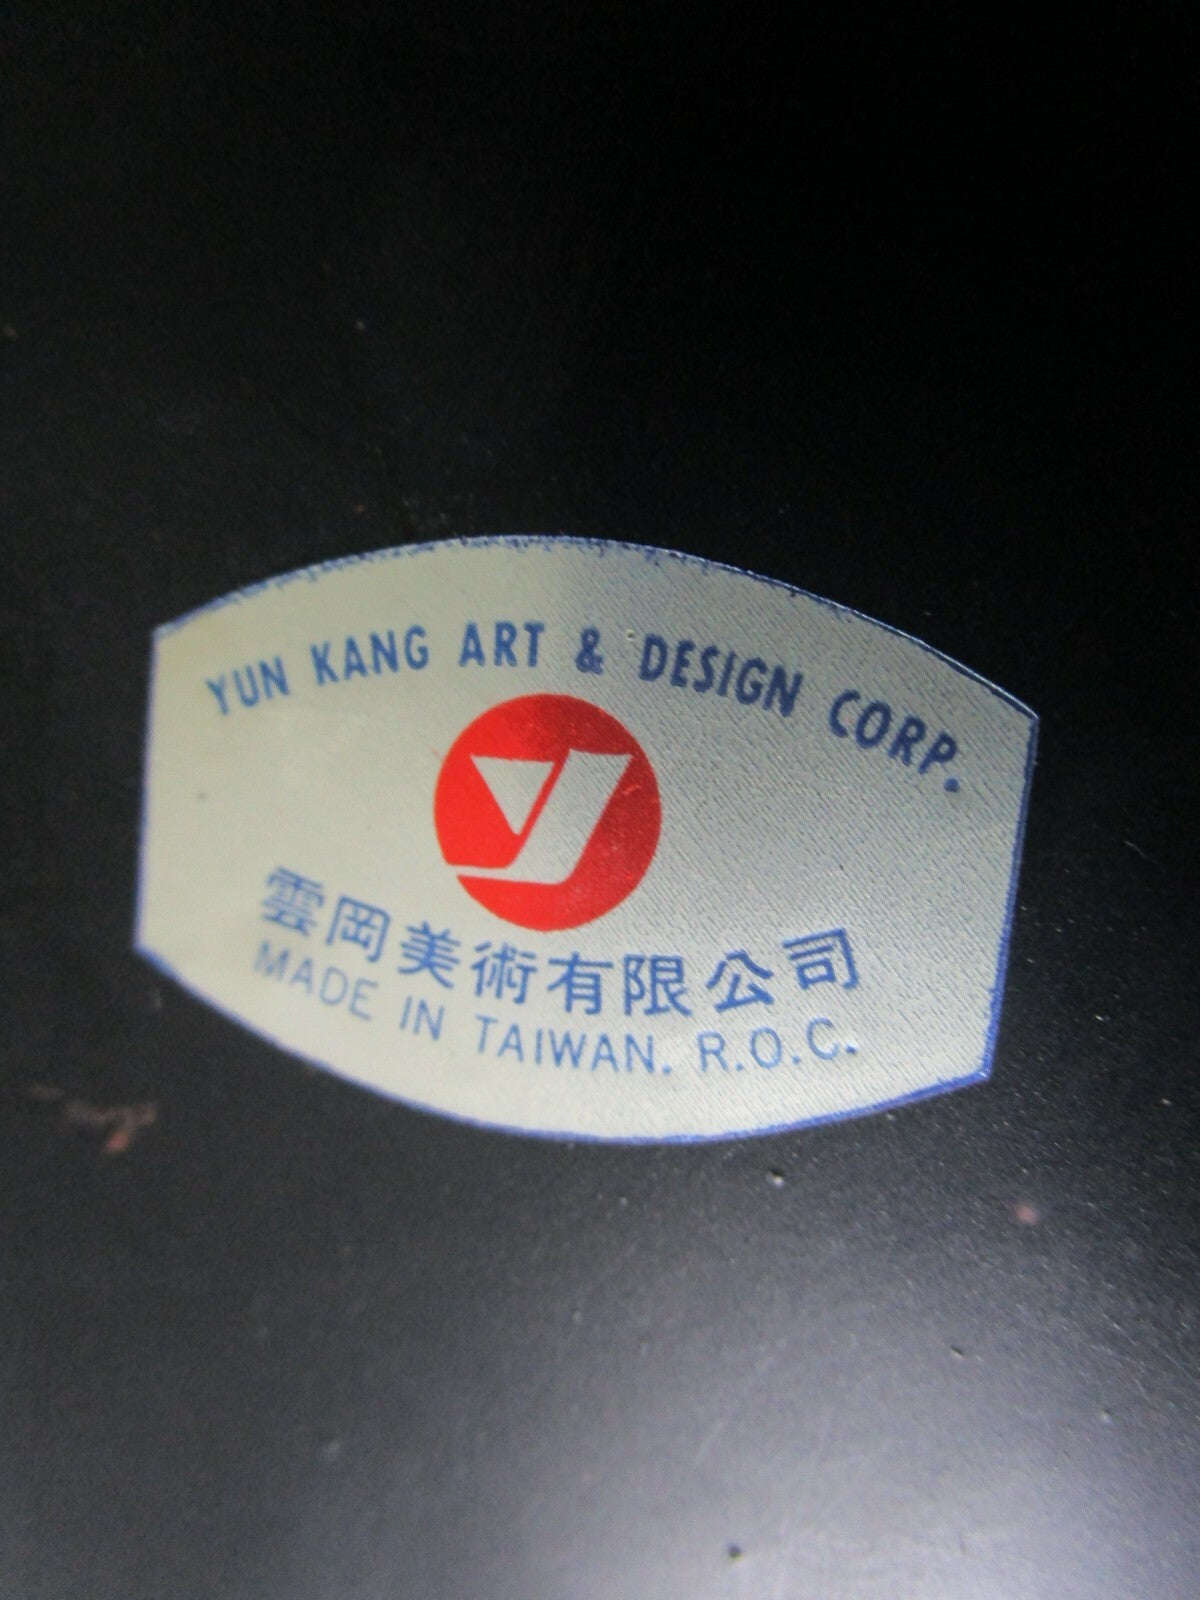 YUN KANG ART & DESIGN CORP.
雲岡美術有限公司
MADE IN TAIWAN. R.O.C.